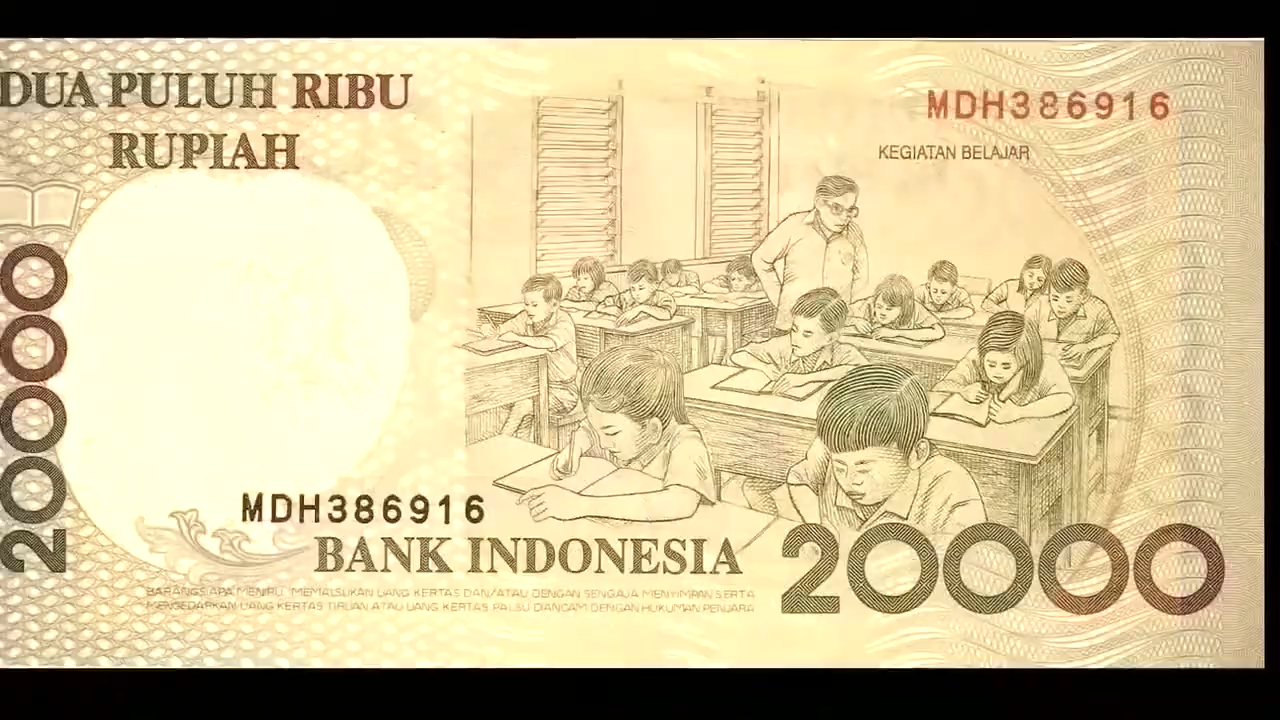 DUA PULUH RIBU
RUPIAH
MDH386916
KEGIATAN BELAJAR
20000
MDH386916
BANK INDONESIA
20000
BARANGSIAPA MENIRU, MEMALSUKAN UANG KERTAS DAN/ATAU DENGAN SENGAJA MENYIMPAN SERTA
MENGEDARKAN UANG KERTAS TIRUAN ATAU UANG KERTAS PALSU DIANCAM DENGAN HUKUMAN PENJARA